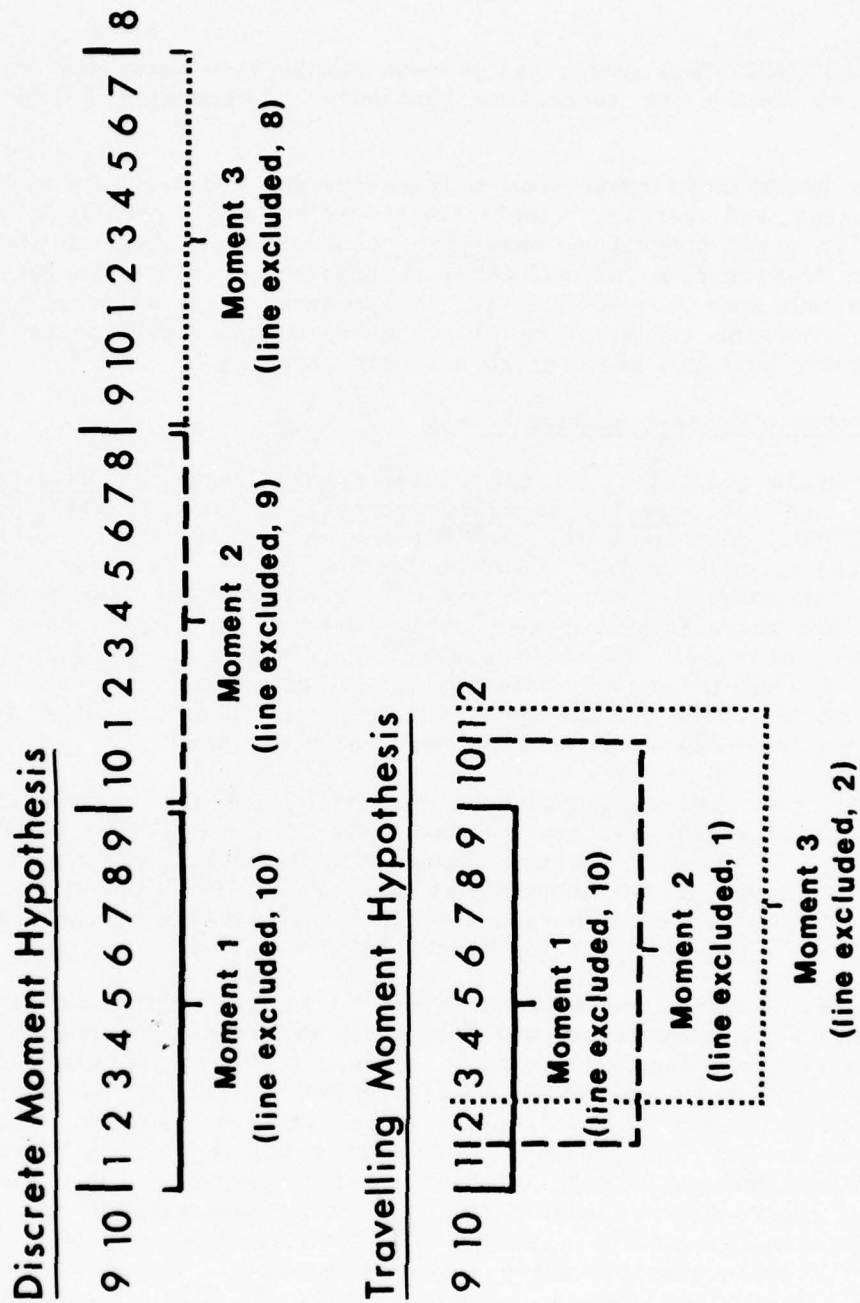 Discrete Moment Hypothesis
9 10 1 2 3 4 5 6 7 8 9 10 1 2 3 4 5 6 7 8 9 10 1 2 3 4 5 6 7 8
Moment 1
(line excluded, 10)
Moment 2
(line excluded, 9)
Moment 3
(line excluded, 8)
Travelling Moment Hypothesis
9 10 1 2 3 4 5 6 7 8 9 10 1 2
Moment 1
(line excluded, 10)
Moment 2
(line excluded, 1)
Moment 3
(line excluded, 2)